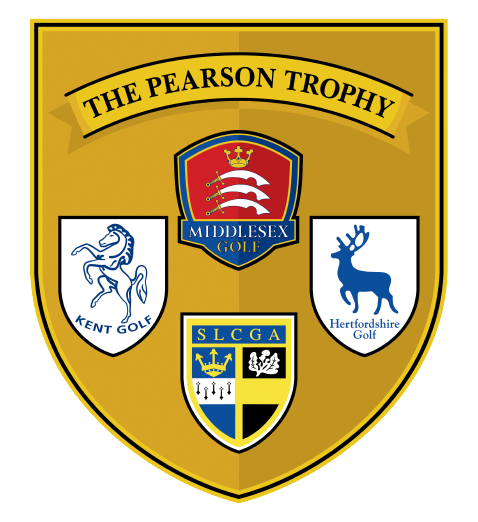 THE PEARSON TROPHY
MIDDLESEX
GOLF
KENT GOLF
Hertfordshire
Golf
SLCGA